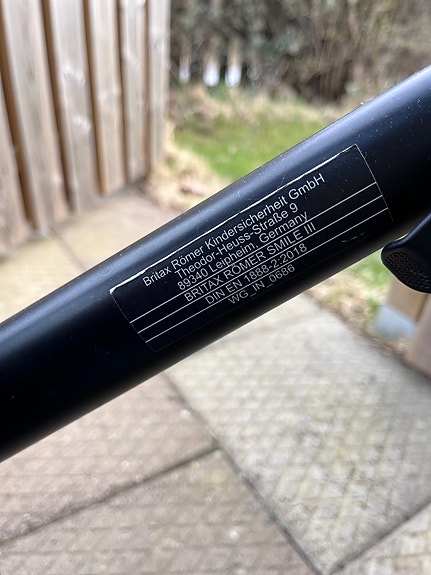 Britax Römer Kindersicherheit GmbH
Theodor-Heuss-Straße 9
89340 Leipheim, Germany
BRITAX RÖMER SMILE III
DIN EN 1888-2:2018
WG_IN_0686